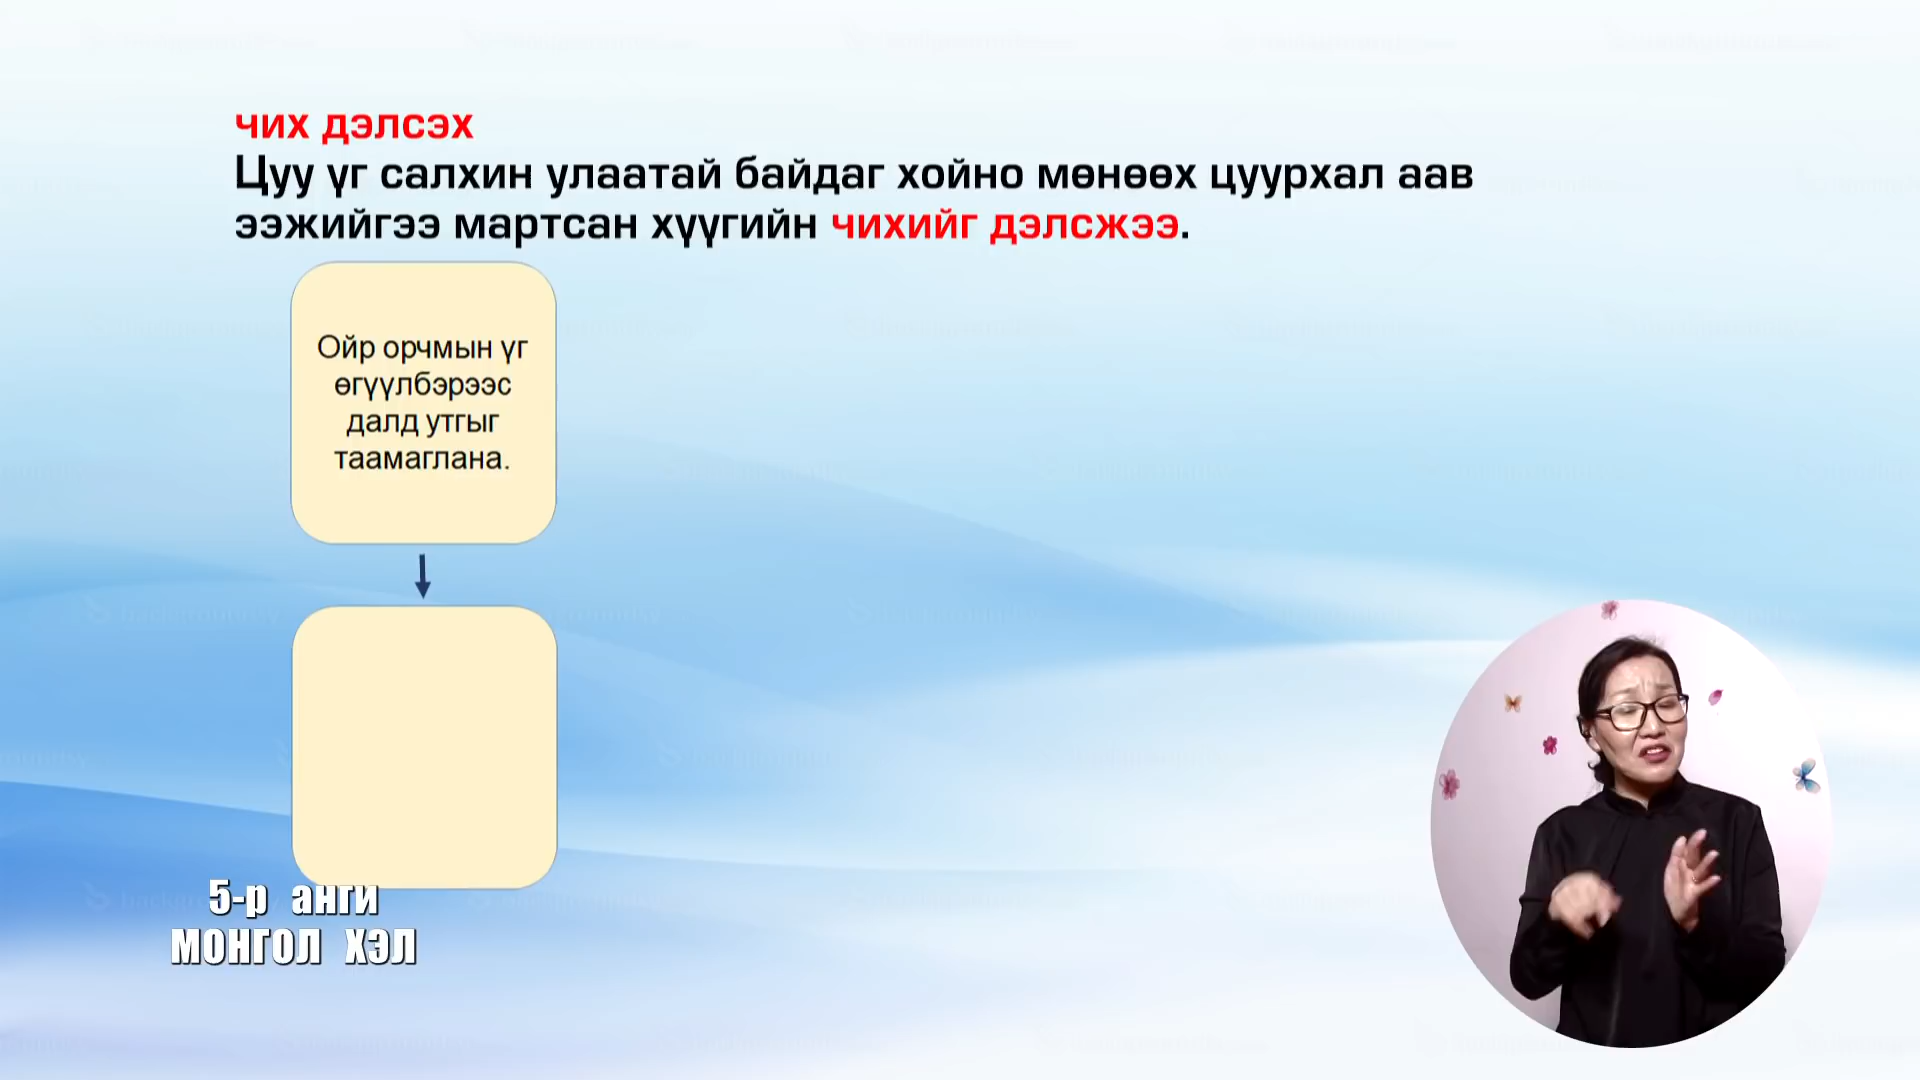 чих дэлсэх
Цуу үг салхин улаатай байдаг хойно мөнөөх цуурхал аав
ээжийгээ мартсан хүүгийн чихийг дэлсжээ.
Ойр орчмын үг
өгүүлбэрээс
далд утгыг
таамаглана.
5-р анги
МОНГОЛ ХЭЛ